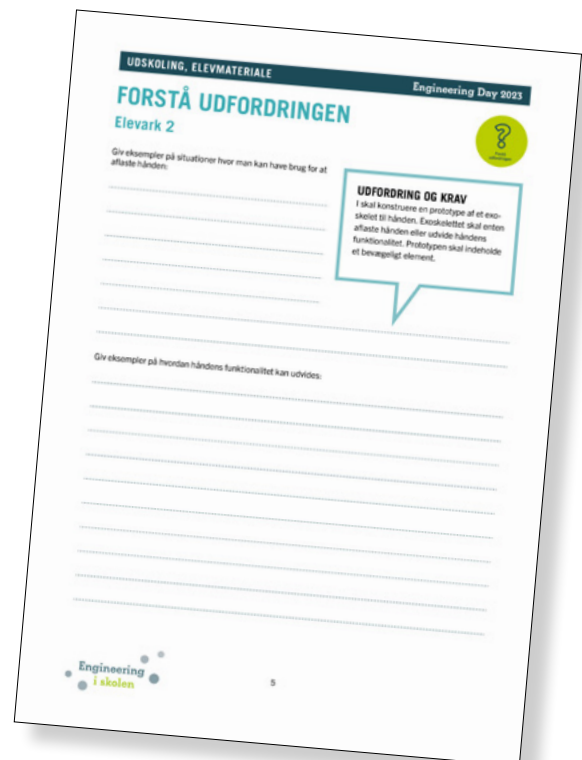 UDSKOLING, ELEVMATERIALE
Engineering Day 2023
FORSTÅ UDFORDRINGEN
Elevark 2
Forstå
udfordringen
Giv eksempler på situationer hvor man kan have brug for at
aflaste hånden:
UDFORDRING OG KRAV
I skal konstruere en prototype af et exo-
skelet til hånden. Exoskelettet skal enten
aflaste hånden eller udvide håndens
funktionalitet. Prototypen skal indeholde
et bevægeligt element.
Giv eksempler på hvordan håndens funktionalitet kan udvides:
Engineering
i skolen
5